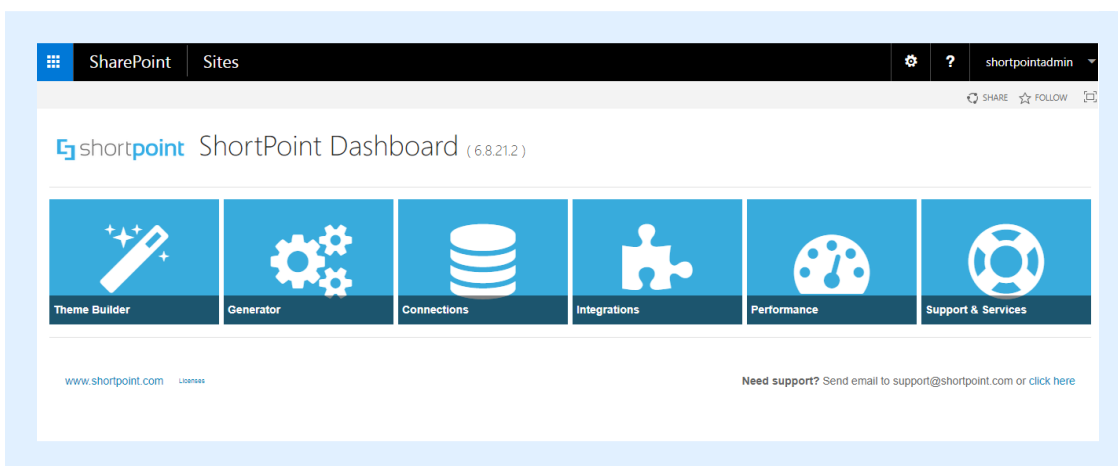 SharePoint Sites ? shortpointadmin
SHARE FOLLOW
shortpoint ShortPoint Dashboard ( 6.8.21.2 )
Theme Builder Generator Connections Integrations Performance Support & Services
www.shortpoint.com Licenses Need support? Send email to support@shortpoint.com or click here